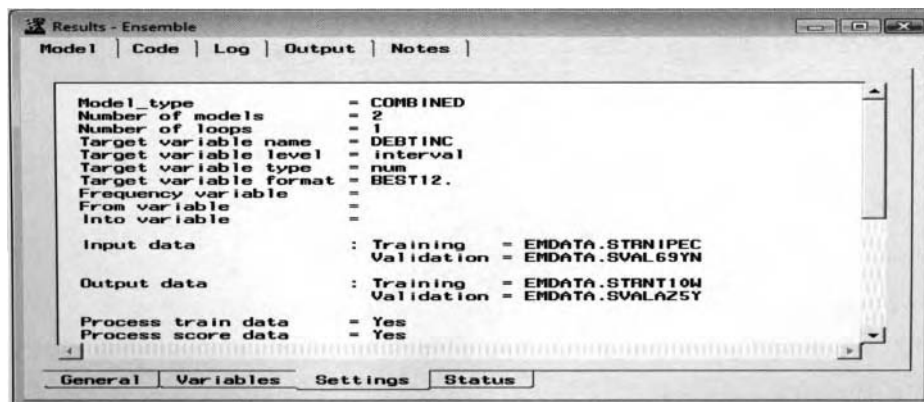 Results - Ensemble
Model | Code | Log | Output | Notes |
Model_type = COMBINED
Number of models = 2
Number of loops = 1
Target variable name = DEBTINC
Target variable level = interval
Target variable type = num
Target variable format = BEST12.
Frequency variable =
From variable =
Into variable =
Input data : Training = EMDATA.STRNIPEC
Validation = EMDATA.SVAL69YN
Output data : Training = EMDATA.STRNT10W
Validation = EMDATA.SVALAZ5Y
Process train data = Yes
Process score data = Yes
General Variables Settings Status